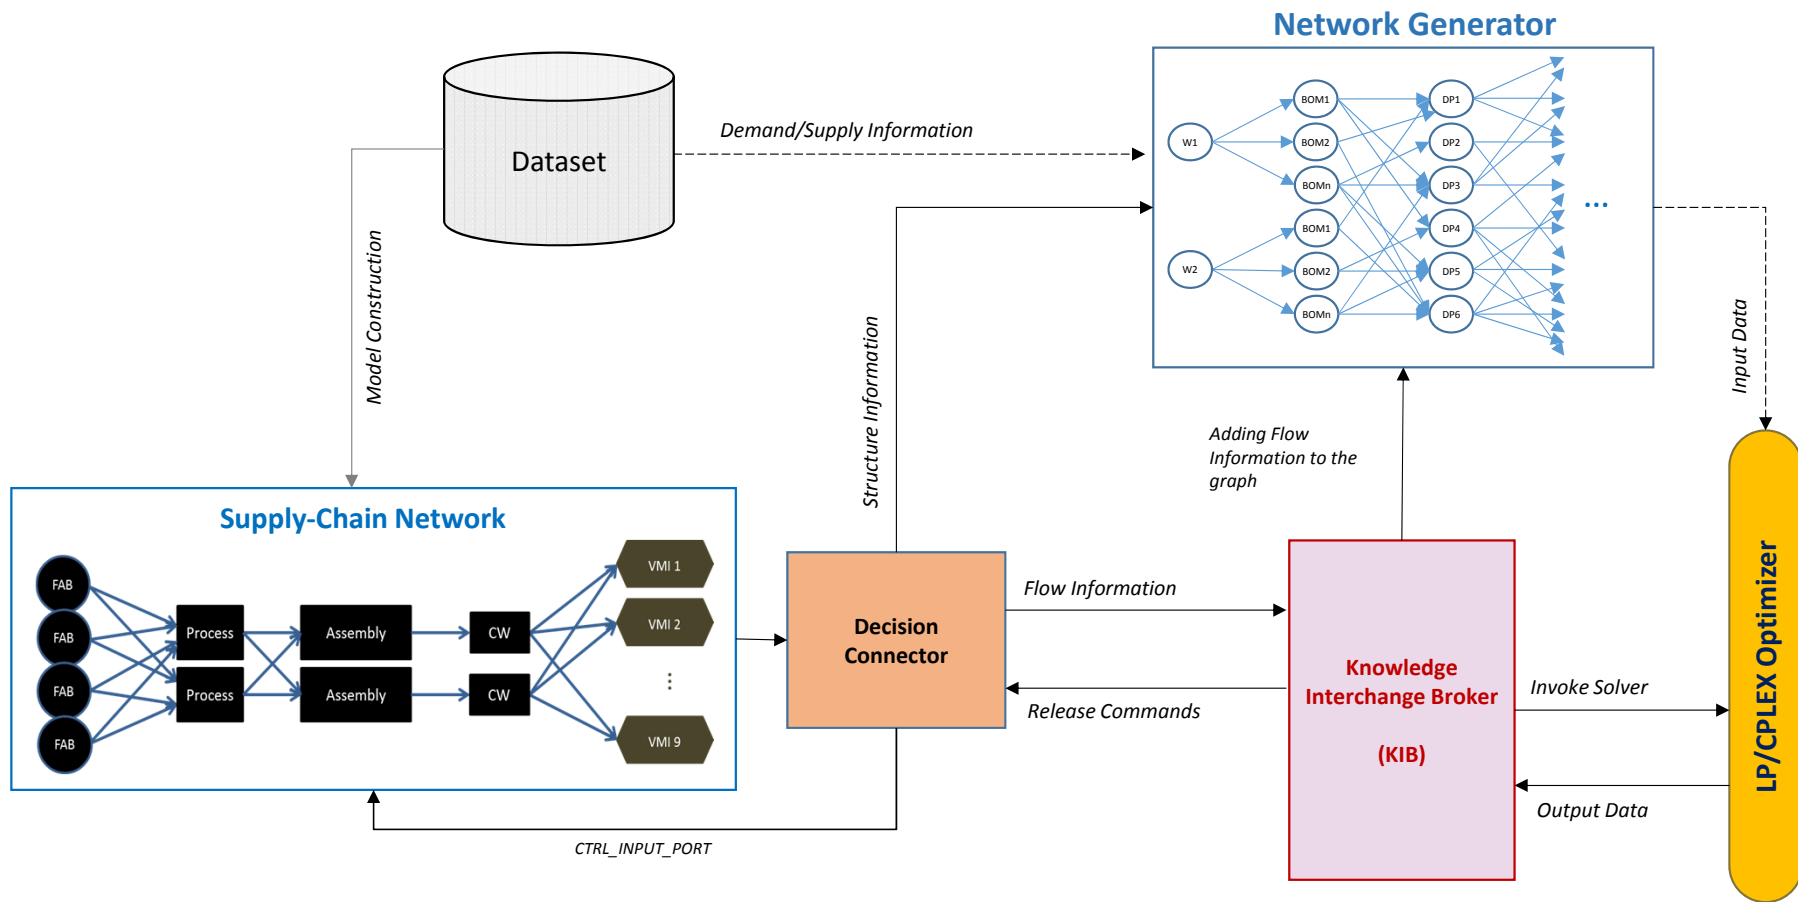 Network Generator
Dataset
Demand/Supply Information
W1
W2
BOM1
BOM2
BOMn
BOM1
BOM2
BOMn
DP1
DP2
DP3
DP4
DP5
DP6
...
Model Construction
Structure Information
Input Data
Adding Flow
Information to the
graph
Supply-Chain Network
FAB
FAB
FAB
FAB
Process
Process
Assembly
Assembly
CW
CW
VMI 1
VMI 2
...
VMI 9
Decision
Connector
Flow Information
Release Commands
Knowledge
Interchange Broker
(KIB)
Invoke Solver
Output Data
LP/CPLEX Optimizer
CTRL_INPUT_PORT